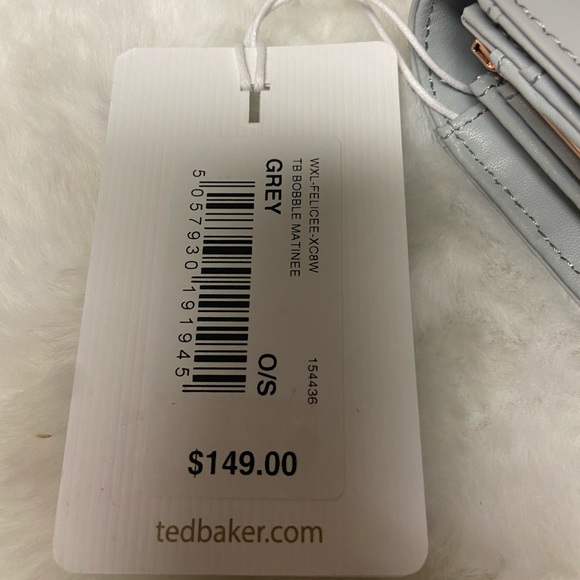 WXL-FELICEE-XC8W 154436
TB BOBBLE MATINEE
GREY O/S
5 057930 191945
$149.00
tedbaker.com